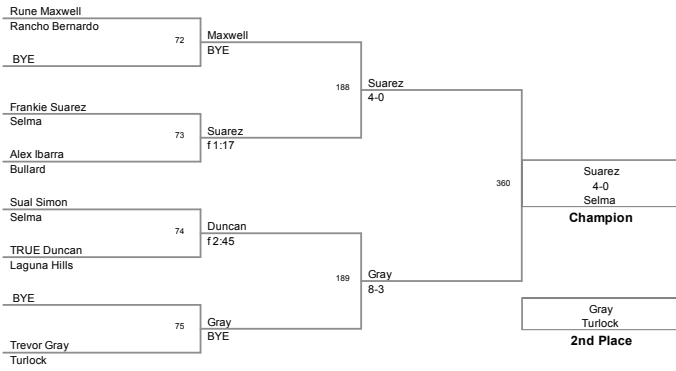 Rune Maxwell
Rancho Bernardo
72
BYE
Maxwell
BYE
Frankie Suarez
Selma
73
Alex Ibarra
Bullard
Suarez
f 1:17
188
Suarez
4-0
Sual Simon
Selma
74
TRUE Duncan
Laguna Hills
Duncan
f 2:45
BYE
75
Trevor Gray
Turlock
Gray
BYE
189
Gray
8-3
360
Suarez
4-0
Selma
Champion
Gray
Turlock
2nd Place